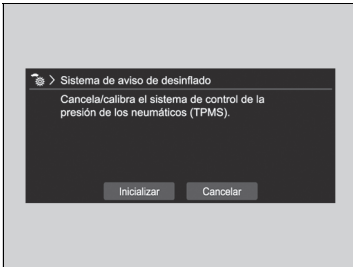 > Sistema de aviso de desinflado
Cancela/calibra el sistema de control de la
presión de los neumáticos (TPMS).
Inicializar Cancelar